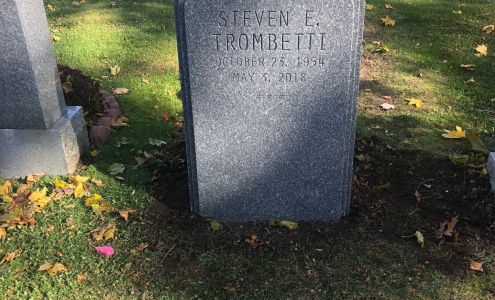 STEVEN E.
TROMBETTI
OCTOBER 23, 1954
MAY 3, 2018